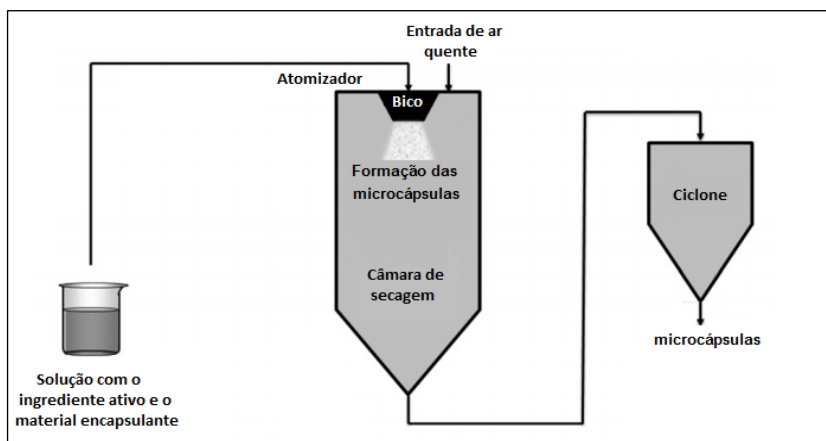 Entrada de ar
quente
Atomizador
Bico
Formação das
microcápsulas
Câmara de
secagem
Ciclone
microcápsulas
Solução com o
ingrediente ativo e o
material encapsulante